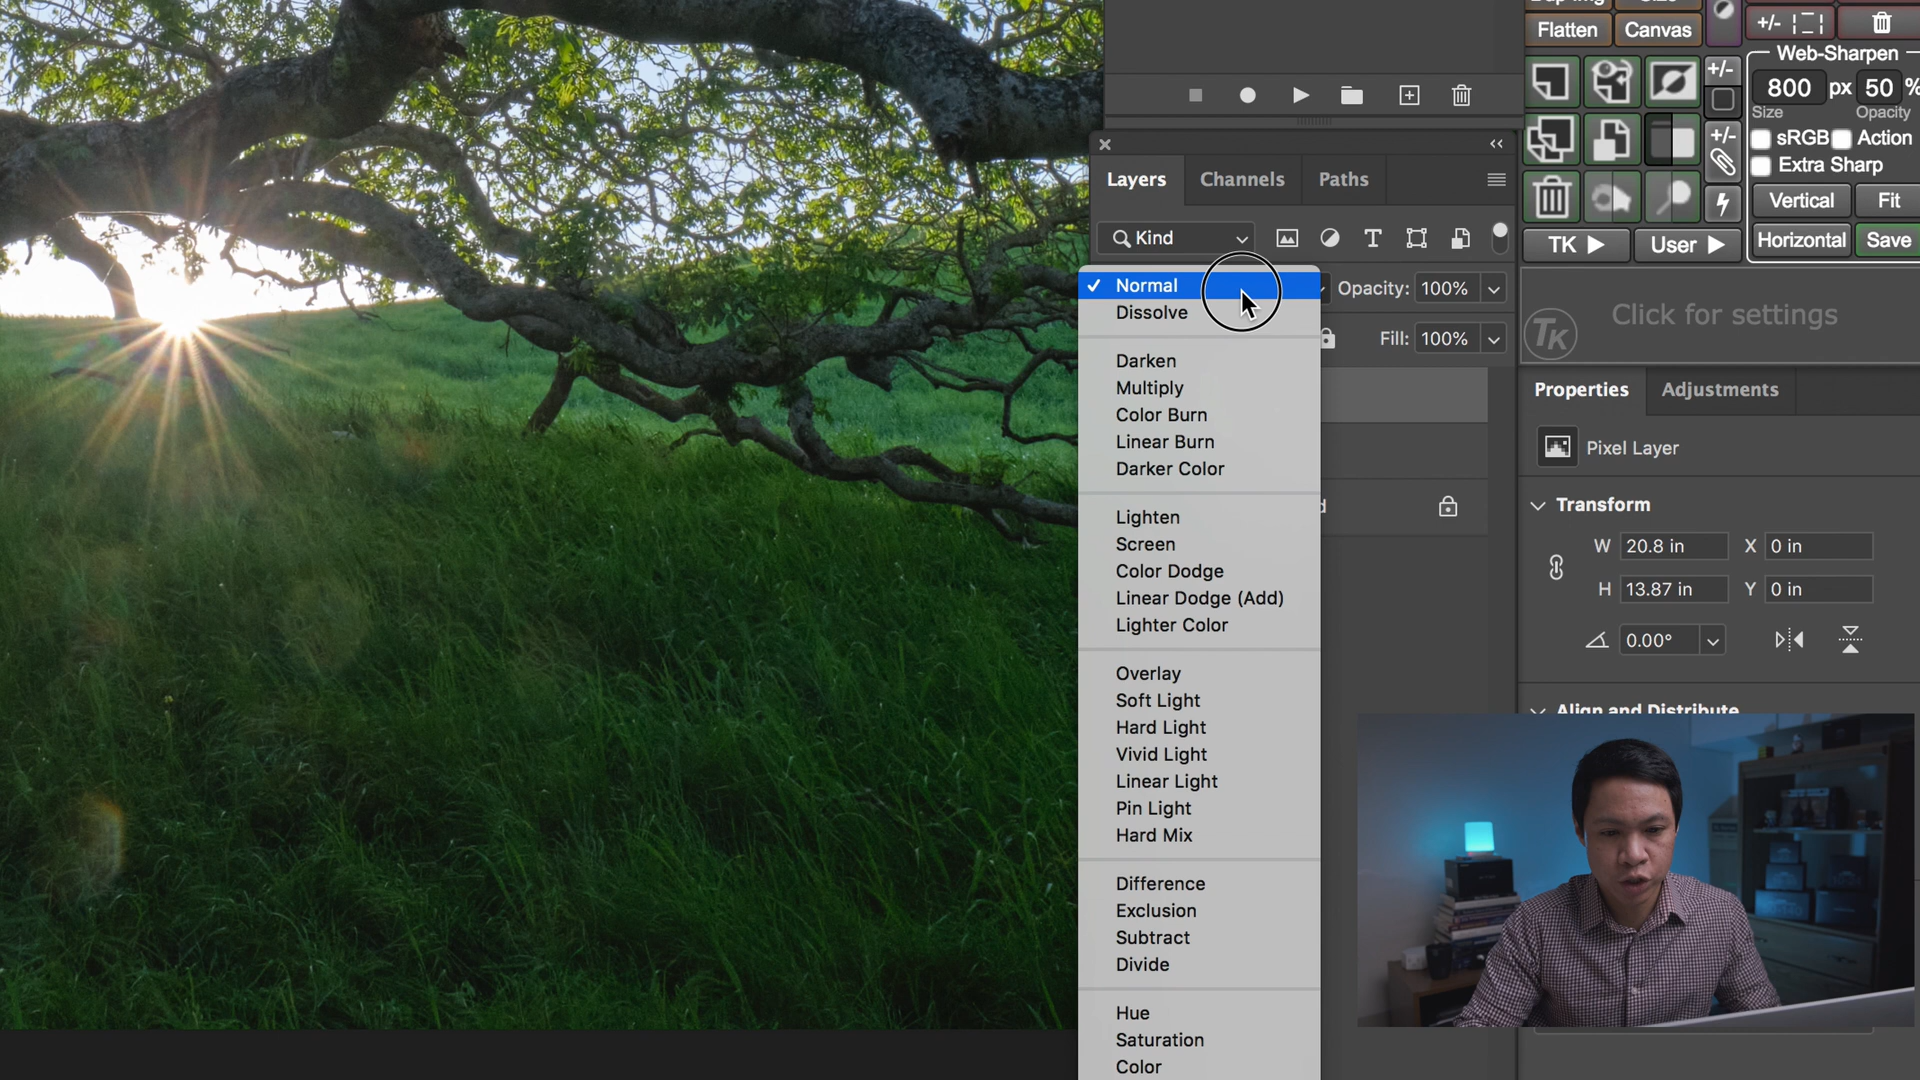 Flatten
Canvas
+/-
Web-Sharpen
800 px 50 %
Size
Opacity
sRGB
Action
Extra Sharp
+/-
+/-
Vertical
Fit
TK
User
Horizontal
Save
Click for settings
TK
Layers
Channels
Paths
Kind
Opacity: 100%
Fill: 100%
✓ Normal
Dissolve
Darken
Multiply
Color Burn
Linear Burn
Darker Color
Lighten
Screen
Color Dodge
Linear Dodge (Add)
Lighter Color
Overlay
Soft Light
Hard Light
Vivid Light
Linear Light
Pin Light
Hard Mix
Difference
Exclusion
Subtract
Divide
Hue
Saturation
Color
Properties
Adjustments
Pixel Layer
Transform
W 20.8 in X 0 in
H 13.87 in Y 0 in
0.00°
Align and Distribute